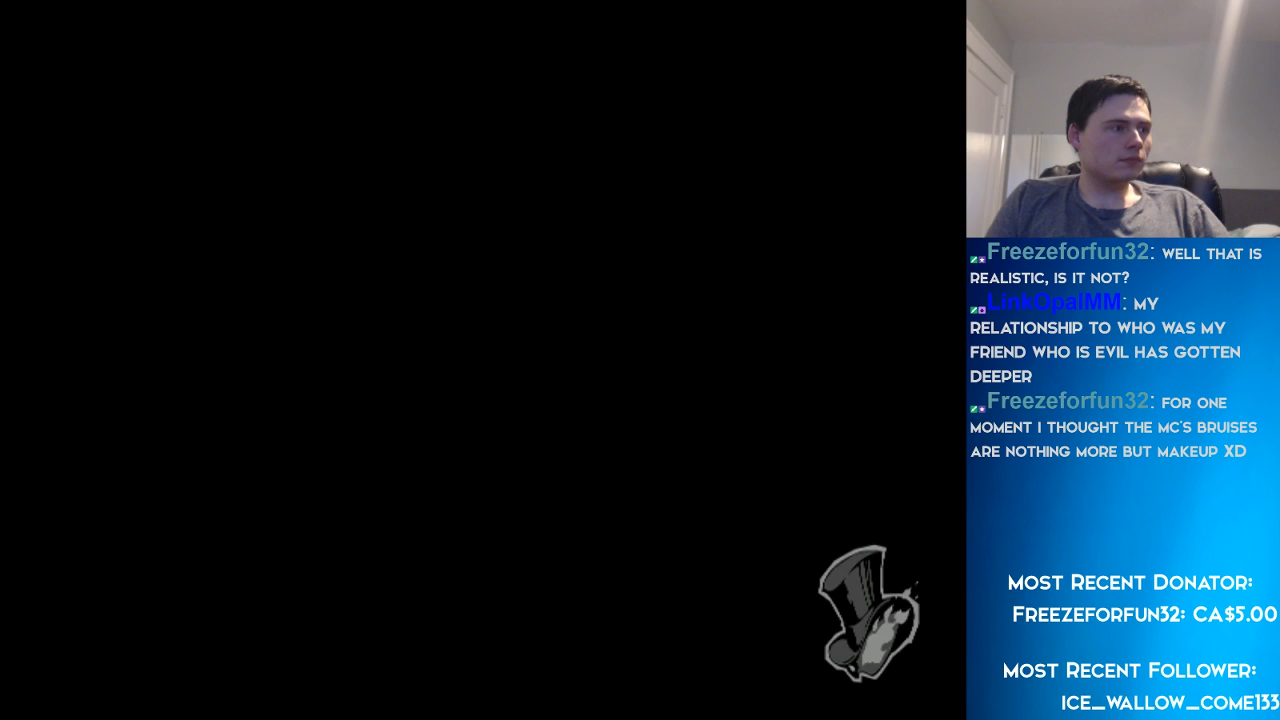 Freezeforfun32: WELL THAT IS
REALISTIC, IS IT NOT?
LinkOpalMM: MY
RELATIONSHIP TO WHO WAS MY
FRIEND WHO IS EVIL HAS GOTTEN
DEEPER
Freezeforfun32: FOR ONE
MOMENT I THOUGHT THE MC'S BRUISES
ARE NOTHING MORE BUT MAKEUP XD
MOST RECENT DONATOR:
FREEZEFORFUN32: CA$5.00
MOST RECENT FOLLOWER:
ICE_WALLOW_COME133